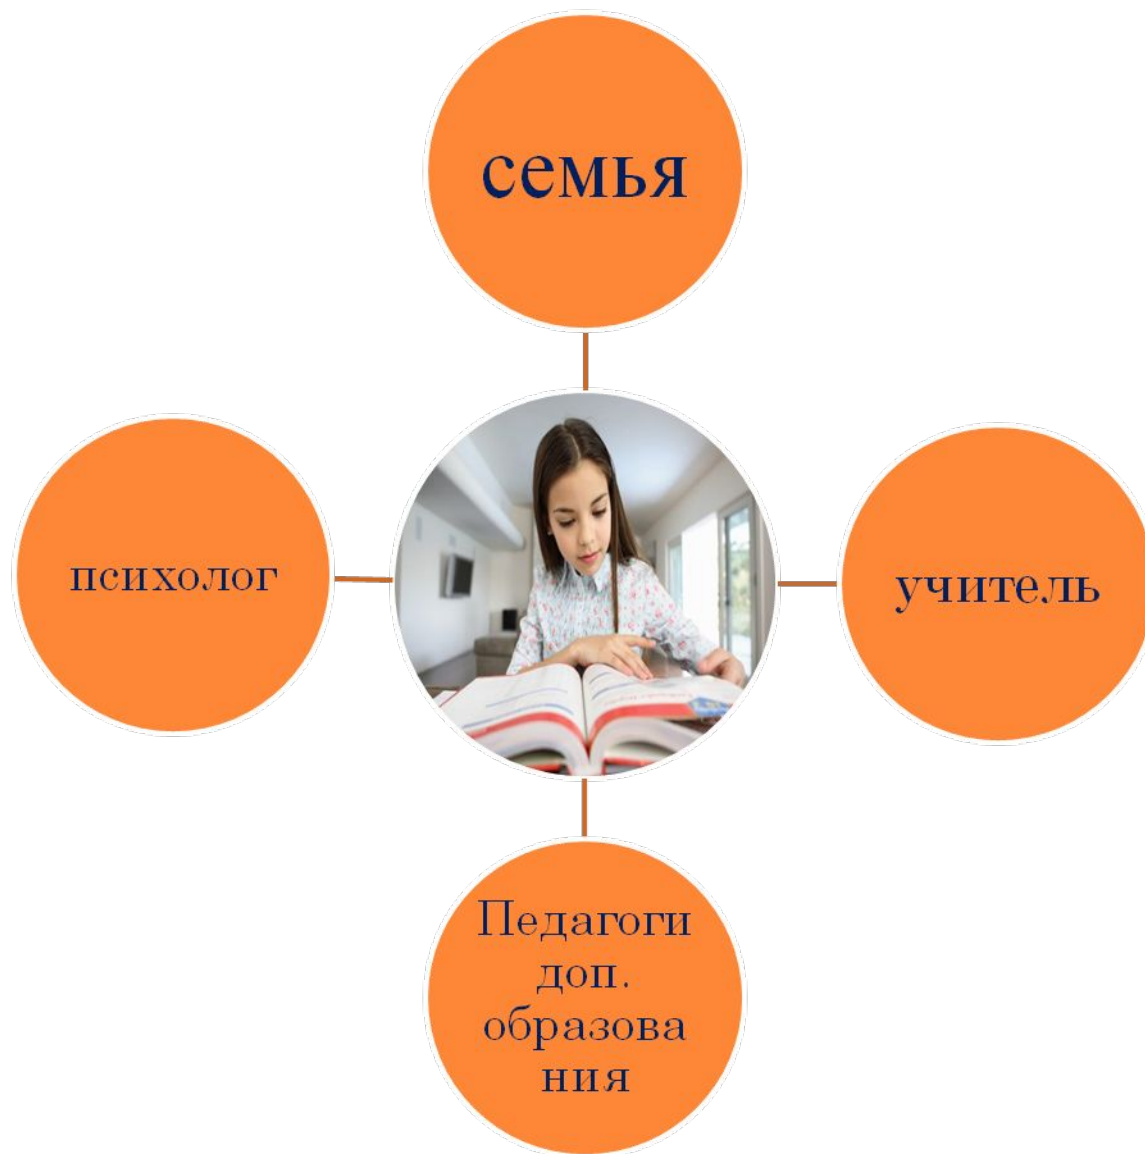 семья
психолог
учитель
Педагоги
доп.
образова
ния